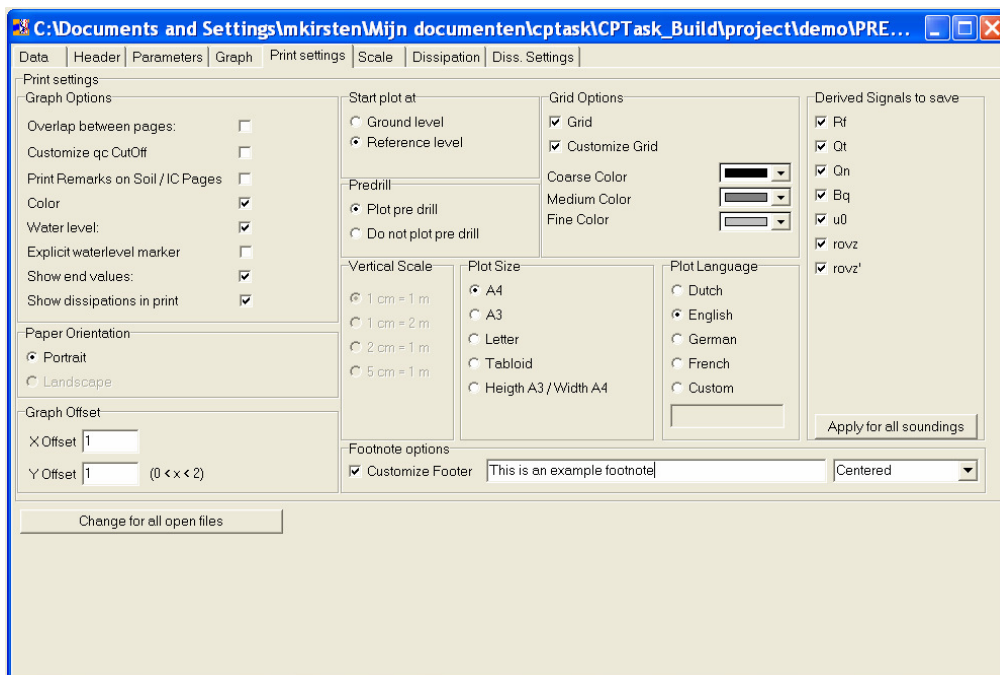 C:\Documents and Settings\mkirsten\Mijn documenten\cptask\CPTask_Build\project\demo\PRE...
Data Header Parameters Graph Print settings Scale Dissipation Diss. Settings
Print settings
Graph Options
Overlap between pages:
Customize qc CutOff
Print Remarks on Soil / IC Pages
Color
Water level:
Explicit waterlevel marker
Show end values:
Show dissipations in print
Paper Orientation
Portrait
Landscape
Graph Offset
X Offset 1
Y Offset 1 (0 < x < 2)
Start plot at
Ground level
Reference level
Predrill
Plot pre drill
Do not plot pre drill
Grid Options
Grid
Customize Grid
Coarse Color
Medium Color
Fine Color
Vertical Scale
1 cm = 1 m
1 cm = 2 m
2 cm = 1 m
5 cm = 1 m
Plot Size
A4
A3
Letter
Tabloid
Heigth A3 / Width A4
Plot Language
Dutch
English
German
French
Custom
Derived Signals to save
Rf
Qt
Qn
Bq
u0
rovz
rovz'
Apply for all soundings
Footnote options
Customize Footer This is an example footnote Centered
Change for all open files